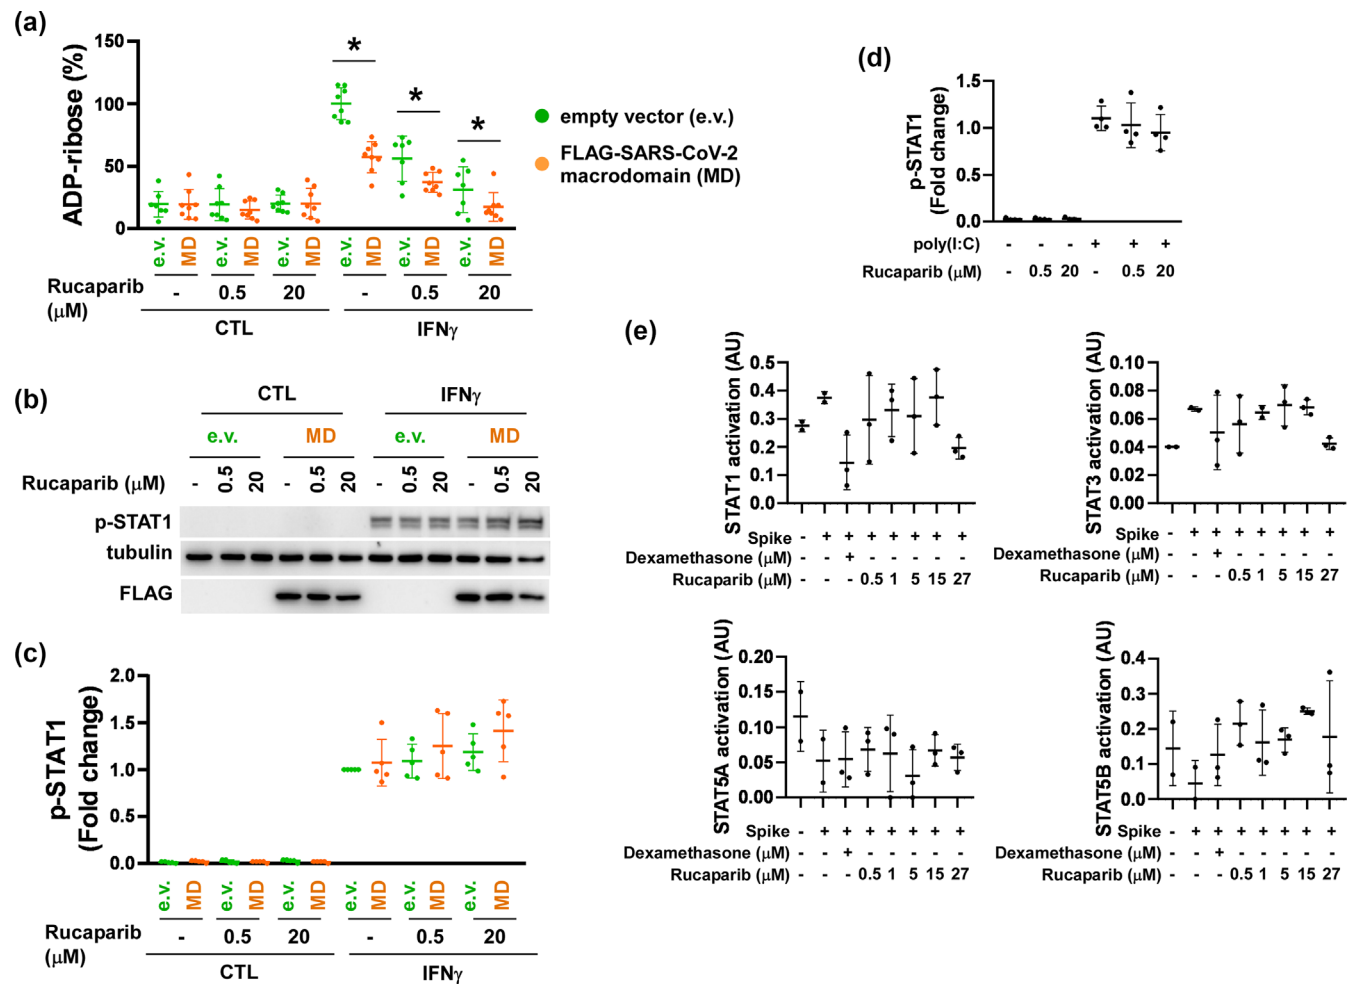 (a)
ADP-ribose (%)
150
100
50
0
* * *
empty vector (e.v.)
FLAG-SARS-CoV-2
macrodomain (MD)
e.v. MD e.v. MD e.v. MD e.v. MD e.v. MD e.v. MD
Rucaparib
(μM)
- 0.5 20 - 0.5 20
CTL IFNγ
(d)
p-STAT1
(Fold change)
1.5
1.0
0.5
0.0
poly(I:C) - - - + + +
Rucaparib (μM) - 0.5 20 - 0.5 20
(b)
CTL IFNγ
e.v. MD e.v. MD
Rucaparib (μM) - 0.5 20 - 0.5 20 - 0.5 20 - 0.5 20
p-STAT1
tubulin
FLAG
(c)
p-STAT1
(Fold change)
2.0
1.5
1.0
0.5
0.0
e.v. MD e.v. MD e.v. MD e.v. MD e.v. MD e.v. MD
Rucaparib
(μM)
- 0.5 20 - 0.5 20
CTL IFNγ
(e)
STAT1 activation (AU)
0.5
0.4
0.3
0.2
0.1
0.0
Spike - + + + + + + +
Dexamethasone (μM) - - + - - - - -
Rucaparib (μM) - - - 0.5 1 5 15 27
STAT3 activation (AU)
0.10
0.08
0.06
0.04
0.02
0.00
Spike - + + + + + + +
Dexamethasone (μM) - - + - - - - -
Rucaparib (μM) - - - 0.5 1 5 15 27
STAT5A activation (AU)
0.20
0.15
0.10
0.05
0.00
Spike - + + + + + + +
Dexamethasone (μM) - - + - - - - -
Rucaparib (μM) - - - 0.5 1 5 15 27
STAT5B activation (AU)
0.4
0.3
0.2
0.1
0.0
Spike - + + + + + + +
Dexamethasone (μM) - - + - - - - -
Rucaparib (μM) - - - 0.5 1 5 15 27